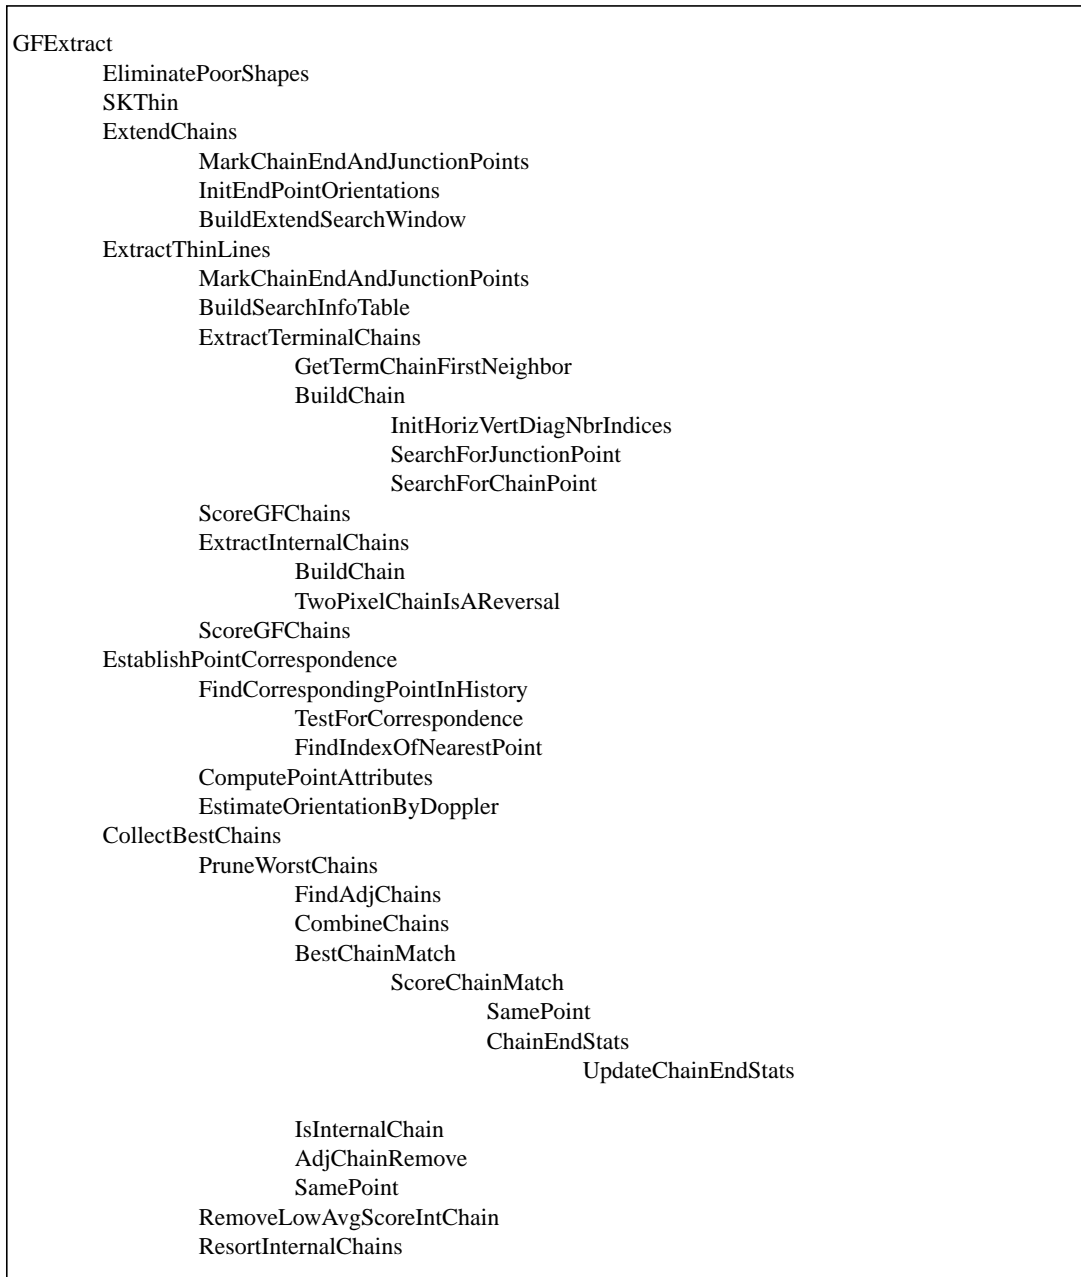 GFExtract
EliminatePoorShapes
SKThin
ExtendChains
MarkChainEndAndJunctionPoints
InitEndPointOrientations
BuildExtendSearchWindow
ExtractThinLines
MarkChainEndAndJunctionPoints
BuildSearchInfoTable
ExtractTerminalChains
GetTermChainFirstNeighbor
BuildChain
InitHorizVertDiagNbrIndices
SearchForJunctionPoint
SearchForChainPoint
ScoreGFChains
ExtractInternalChains
BuildChain
TwoPixelChainIsAReversal
ScoreGFChains
EstablishPointCorrespondence
FindCorrespondingPointInHistory
TestForCorrespondence
FindIndexOfNearestPoint
ComputePointAttributes
EstimateOrientationByDoppler
CollectBestChains
PruneWorstChains
FindAdjChains
CombineChains
BestChainMatch
ScoreChainMatch
SamePoint
ChainEndStats
UpdateChainEndStats
IsInternalChain
AdjChainRemove
SamePoint
RemoveLowAvgScoreIntChain
ResortInternalChains